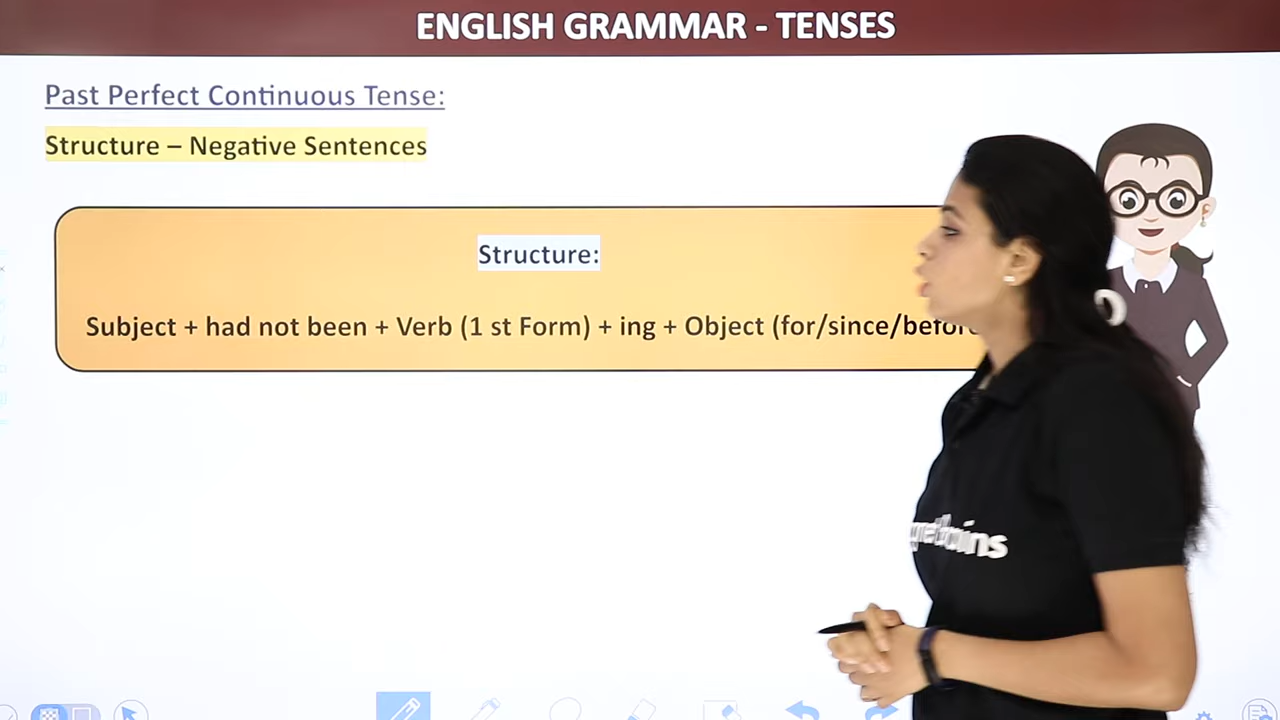 ENGLISH GRAMMAR - TENSES
Past Perfect Continuous Tense:
Structure – Negative Sentences
Structure:
Subject + had not been + Verb (1 st Form) + ing + Object (for/since/before